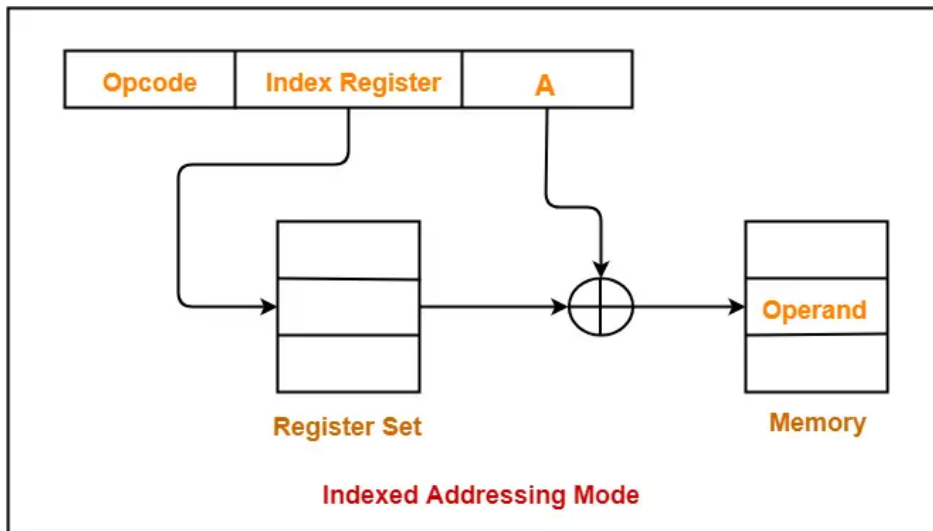 Opcode Index Register A
Operand
Register Set
Memory
Indexed Addressing Mode